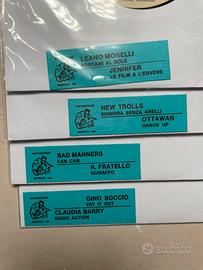 LEANO MORELLI
PORTAMI AL SOLE
JENNIFER
LE FILM A L'ENVERS
NEW TROLLS
SIGNORA SENZA ANELLI
OTTAWAN
HANDS UP
BAD MANNERS
CAN CAN
R. FRATELLO
SCHIAFFO
GINO SOCCIO
TRY IT OUT
CLAUDIA BARRY
RADIO ACTION
subito